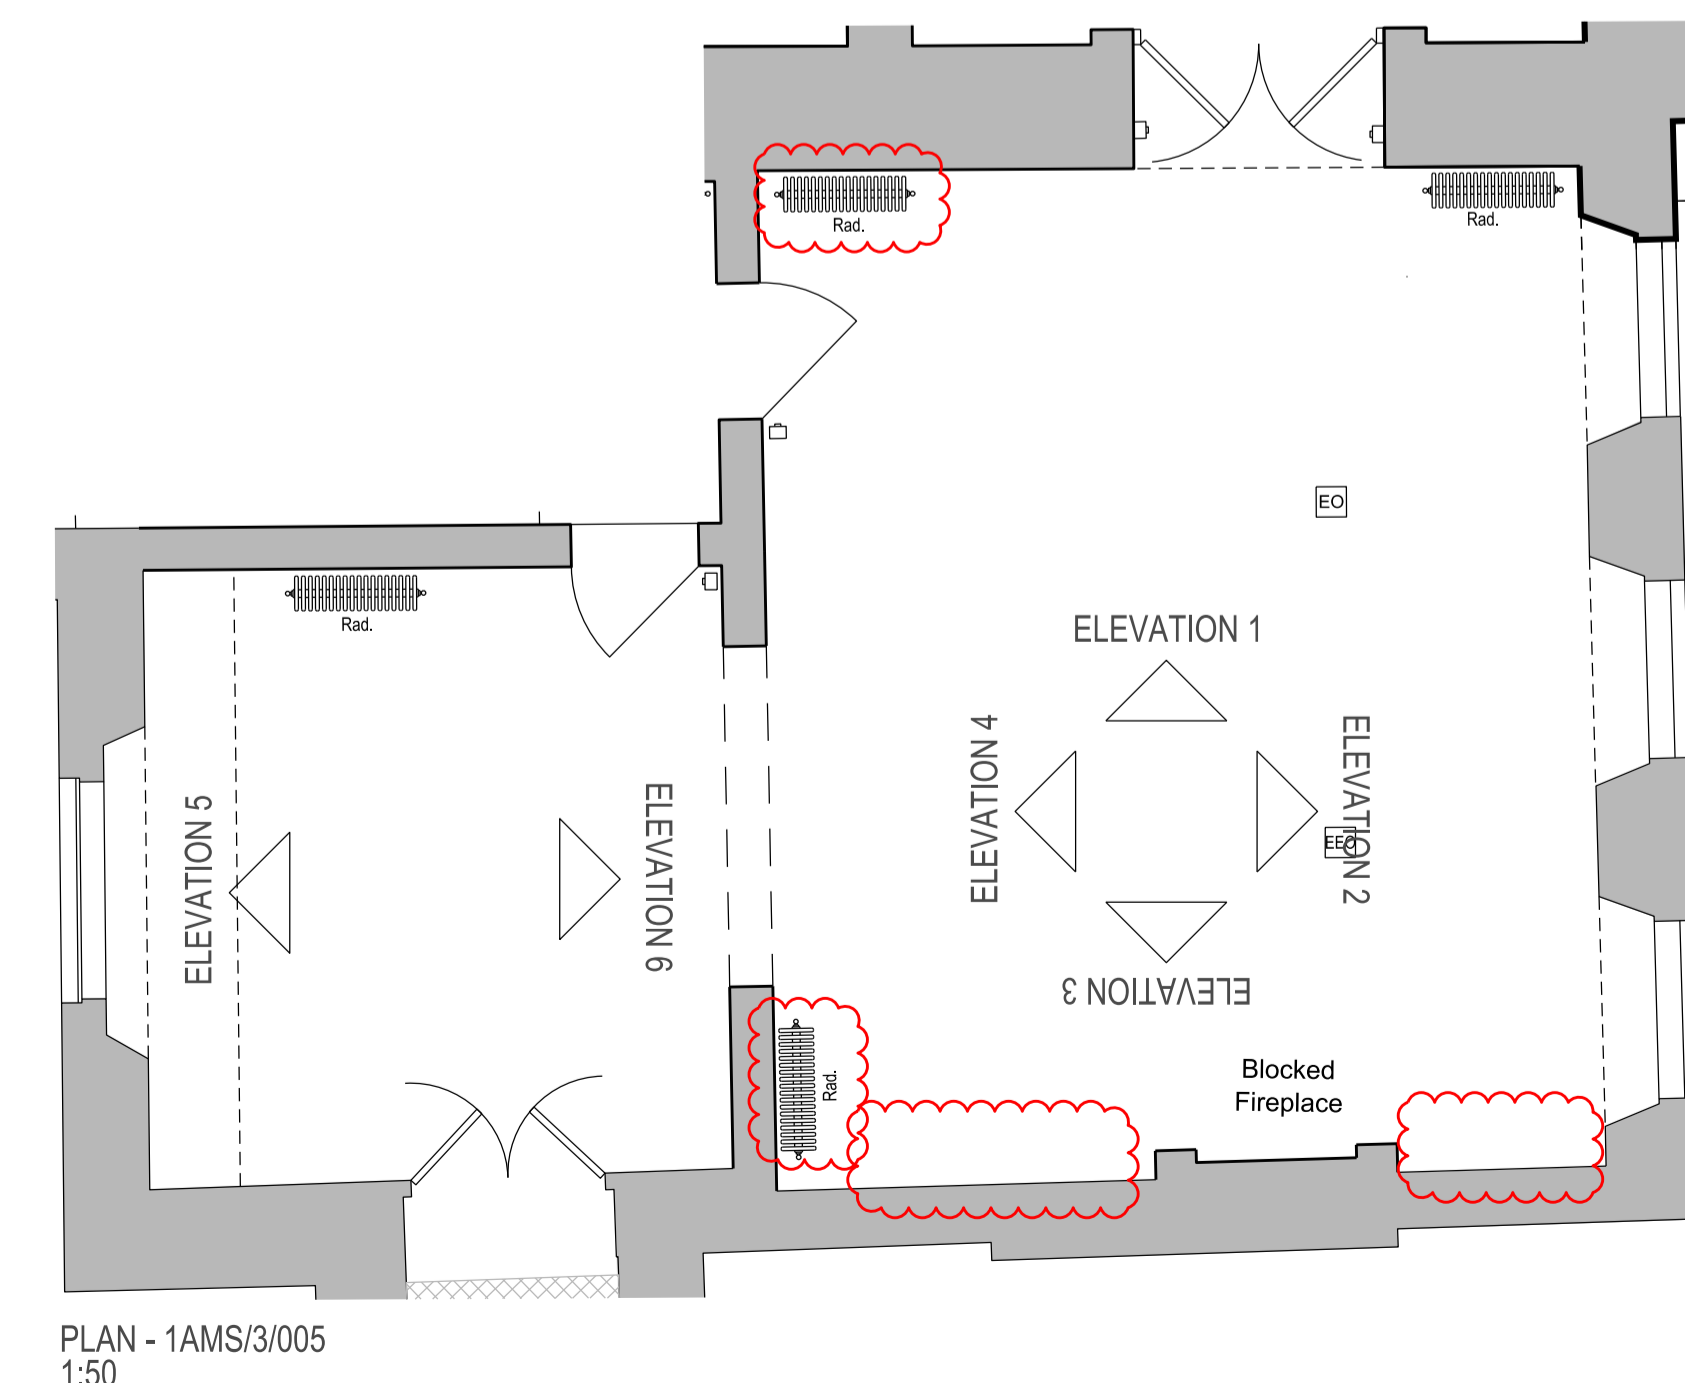 Rad.
Rad.
EO
Rad.
ELEVATION 1
ELEVATION 4
ELEVATION 2
EEO
ELEVATION 5
ELEVATION 6
ELEVATION 3
Rad.
Blocked
Fireplace
PLAN - 1AMS/3/005
1:50